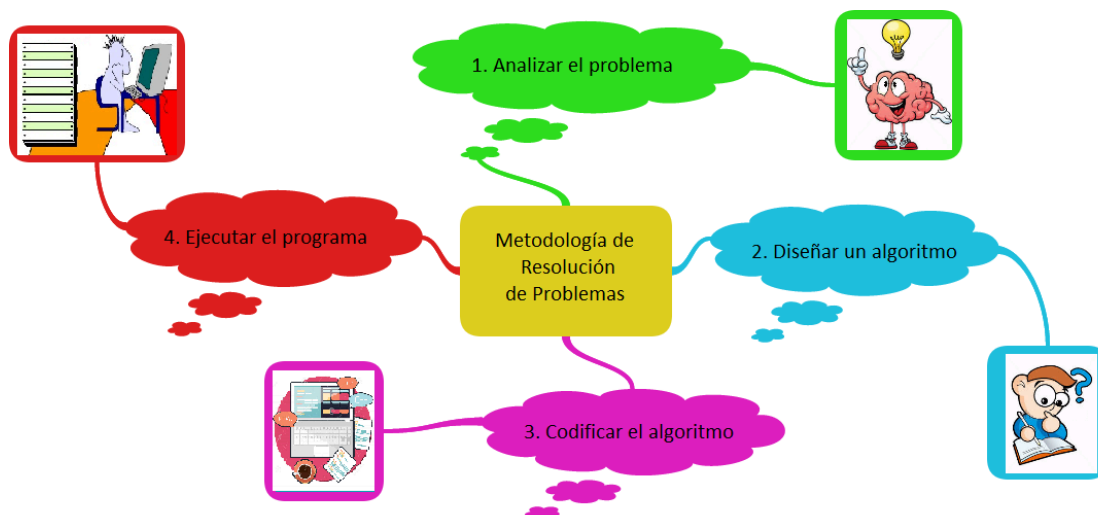 1. Analizar el problema
4. Ejecutar el programa
Metodología de
Resolución
de Problemas
2. Diseñar un algoritmo
3. Codificar el algoritmo
?